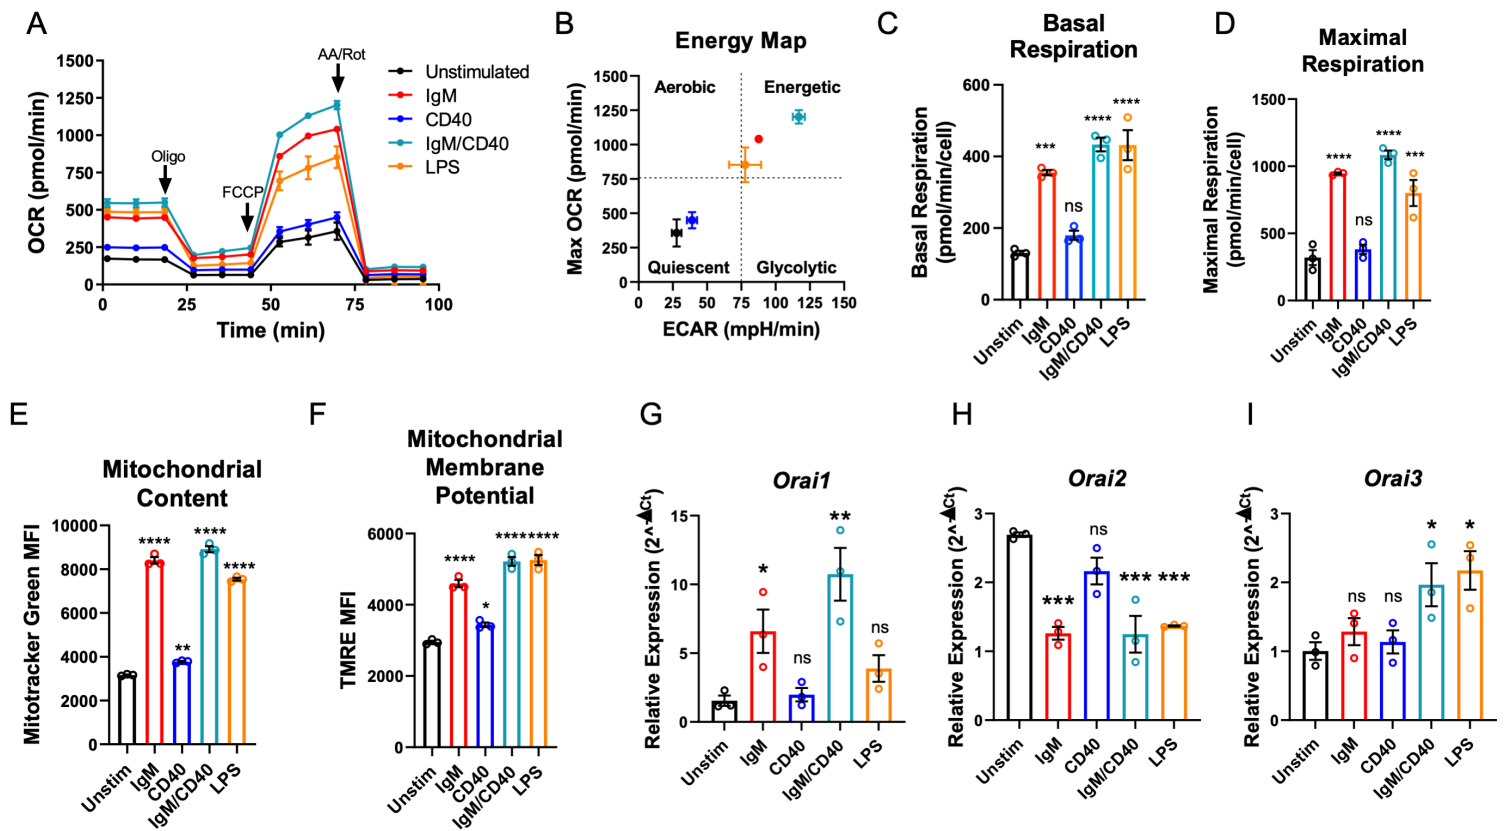 A
OCR (pmol/min)
1500
1250
1000
750
500
250
0
0
25
50
75
100
Time (min)
Oligo
FCCP
AA/Rot
Unstimulated
IgM
CD40
IgM/CD40
LPS
B
Energy Map
Max OCR (pmol/min)
1500
1250
1000
750
500
250
0
Aerobic
Energetic
Quiescent
Glycolytic
0
25
50
75
100
125
150
ECAR (mpH/min)
C
Basal
Respiration
Basal Respiration
(pmol/min/cell)
600
400
200
0
***
ns
****
****
Unstim
IgM
CD40
IgM/CD40
LPS
D
Maximal
Respiration
Maximal Respiration
(pmol/min/cell)
1500
1000
500
0
****
ns
****
***
Unstim
IgM
CD40
IgM/CD40
LPS
E
Mitochondrial
Content
Mitotracker Green MFI
10000
8000
6000
4000
2000
0
****
**
****
****
Unstim
IgM
CD40
IgM/CD40
LPS
F
Mitochondrial
Membrane
Potential
TMRE MFI
6000
4000
2000
0
****
*
****
****
Unstim
IgM
CD40
IgM/CD40
LPS
G
Orai1
Relative Expression (2^-▲Ct)
15
10
5
0
*
ns
**
ns
Unstim
IgM
CD40
IgM/CD40
LPS
H
Orai2
Relative Expression (2^-▲Ct)
3
2
1
0
***
ns
***
***
Unstim
IgM
CD40
IgM/CD40
LPS
I
Orai3
Relative Expression (2^-▲Ct)
3
2
1
0
ns
ns
*
*
Unstim
IgM
CD40
IgM/CD40
LPS